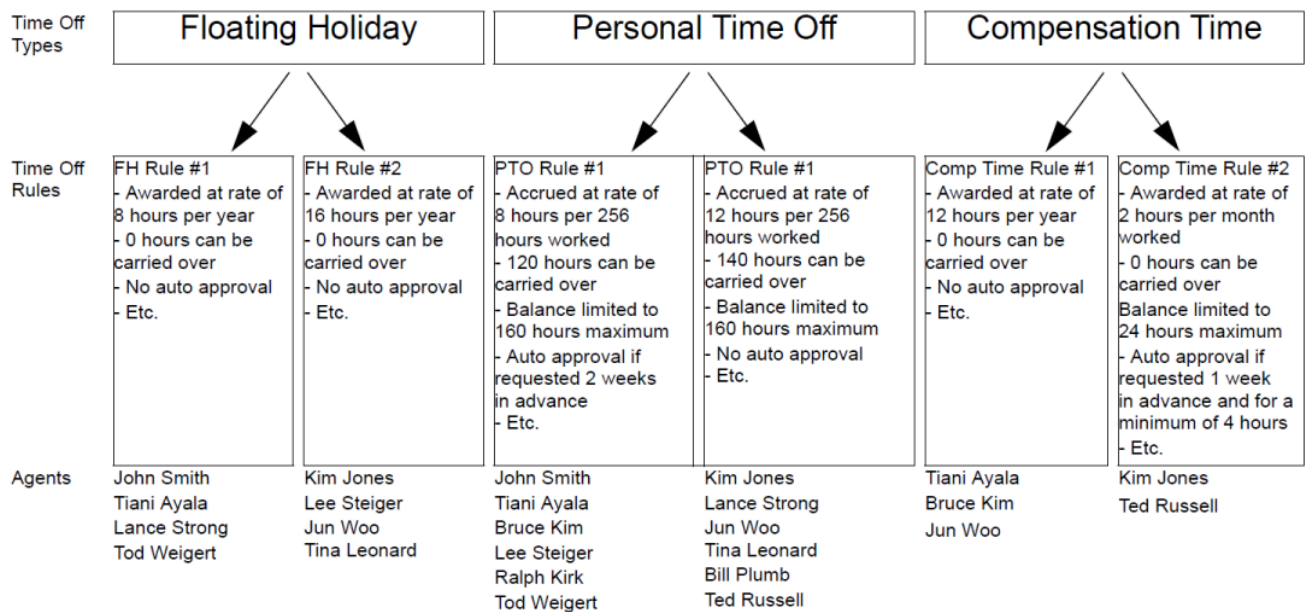 Time Off
Types
Floating Holiday
Personal Time Off
Compensation Time
Time Off
Rules
FH Rule #1
- Awarded at rate of
8 hours per year
- 0 hours can be
carried over
- No auto approval
- Etc.
FH Rule #2
- Awarded at rate of
16 hours per year
- 0 hours can be
carried over
- No auto approval
- Etc.
PTO Rule #1
- Accrued at rate of
8 hours per 256
hours worked
- 120 hours can be
carried over
- Balance limited to
160 hours maximum
- Auto approval if
requested 2 weeks
in advance
- Etc.
PTO Rule #1
- Accrued at rate of
12 hours per 256
hours worked
- 140 hours can be
carried over
- Balance limited to
160 hours maximum
- No auto approval
- Etc.
Comp Time Rule #1
- Awarded at rate of
12 hours per year
- 0 hours can be
carried over
- No auto approval
- Etc.
Comp Time Rule #2
- Awarded at rate of
2 hours per month
worked
- 0 hours can be
carried over
Balance limited to
24 hours maximum
- Auto approval if
requested 1 week
in advance and for a
minimum of 4 hours
- Etc.
Agents
John Smith
Tiani Ayala
Lance Strong
Tod Weigert
Kim Jones
Lee Steiger
Jun Woo
Tina Leonard
John Smith
Tiani Ayala
Bruce Kim
Lee Steiger
Ralph Kirk
Tod Weigert
Kim Jones
Lance Strong
Jun Woo
Tina Leonard
Bill Plumb
Ted Russell
Tiani Ayala
Bruce Kim
Jun Woo
Kim Jones
Ted Russell